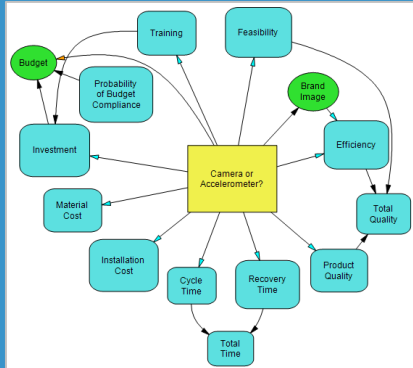 Training
Feasibility
Budget
Probability
of Budget
Compliance
Brand
Image
Investment
Efficiency
Camera or
Accelerometer?
Material
Cost
Total
Quality
Installation
Cost
Cycle
Time
Recovery
Time
Product
Quality
Total
Time